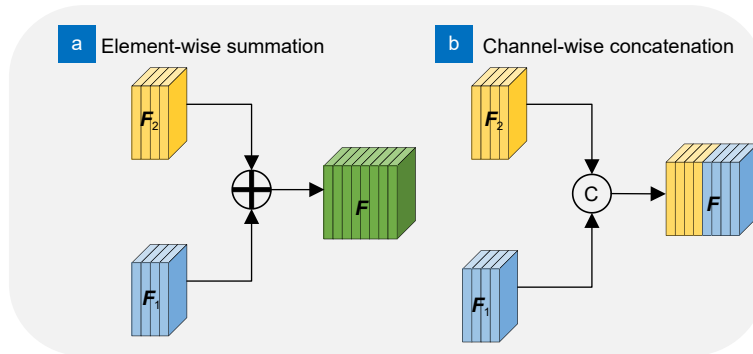 a Element-wise summation
F2
F
F1
b Channel-wise concatenation
F2
C
F
F1